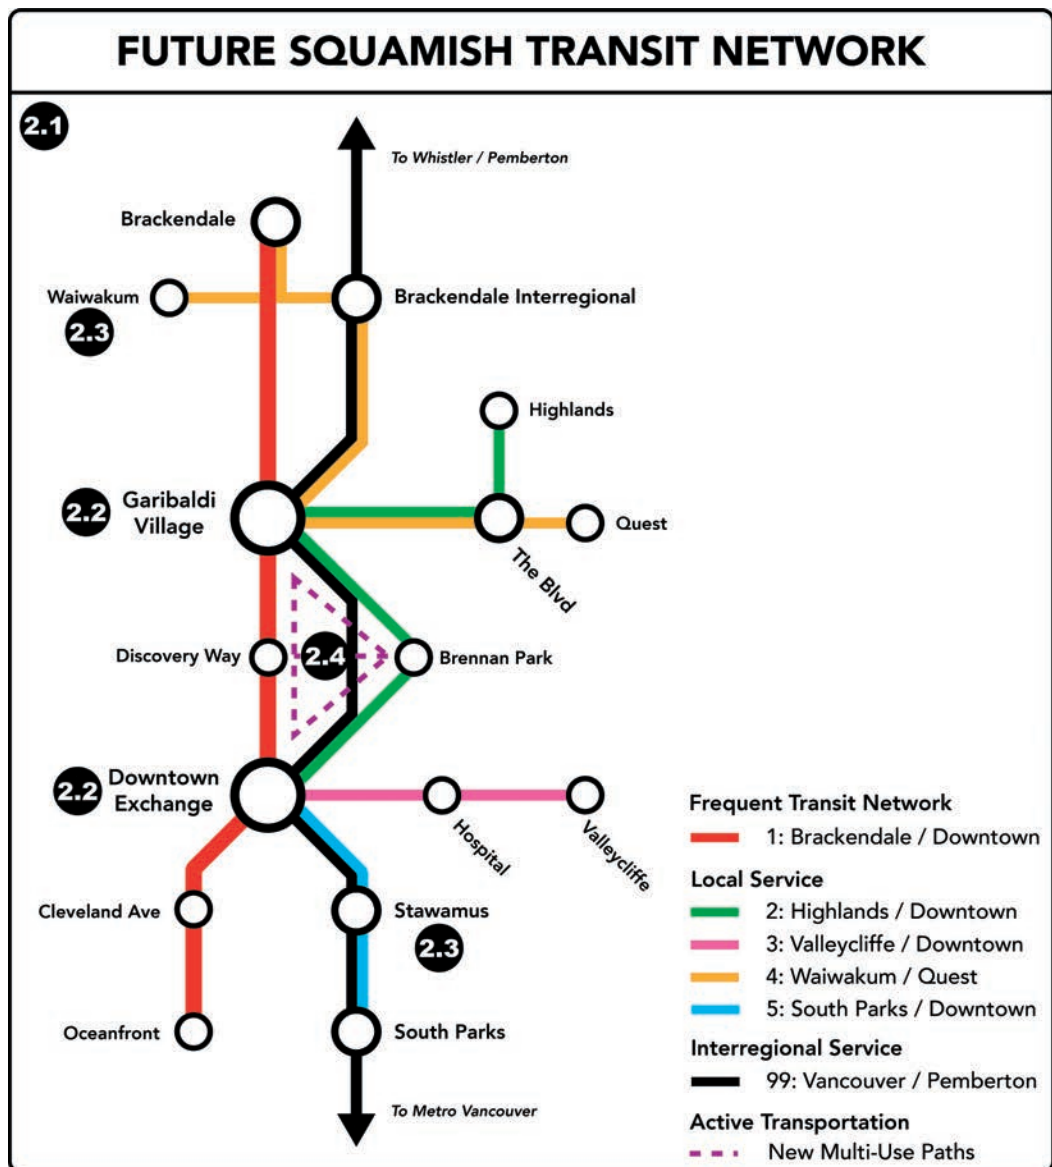 FUTURE SQUAMISH TRANSIT NETWORK
2.1
To Whistler / Pemberton
Brackendale
Waiwakum
2.3
Brackendale Interregional
Highlands
2.2
Garibaldi
Village
Quest
The Blvd
Discovery Way
2.4
Brennan Park
2.2
Downtown
Exchange
Hospital
Valleycliffe
Cleveland Ave
Stawamus
2.3
Oceanfront
South Parks
To Metro Vancouver
Frequent Transit Network
1: Brackendale / Downtown
Local Service
2: Highlands / Downtown
3: Valleycliffe / Downtown
4: Waiwakum / Quest
5: South Parks / Downtown
Interregional Service
99: Vancouver / Pemberton
Active Transportation
New Multi-Use Paths